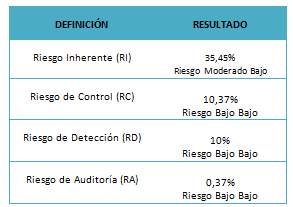 DEFINICIÓN RESULTADO
Riesgo Inherente (RI) 35,45%
Riesgo Moderado Bajo
Riesgo de Control (RC) 10,37%
Riesgo Bajo Bajo
Riesgo de Detección (RD) 10%
Riesgo Bajo Bajo
Riesgo de Auditoría (RA) 0,37%
Riesgo Bajo Bajo